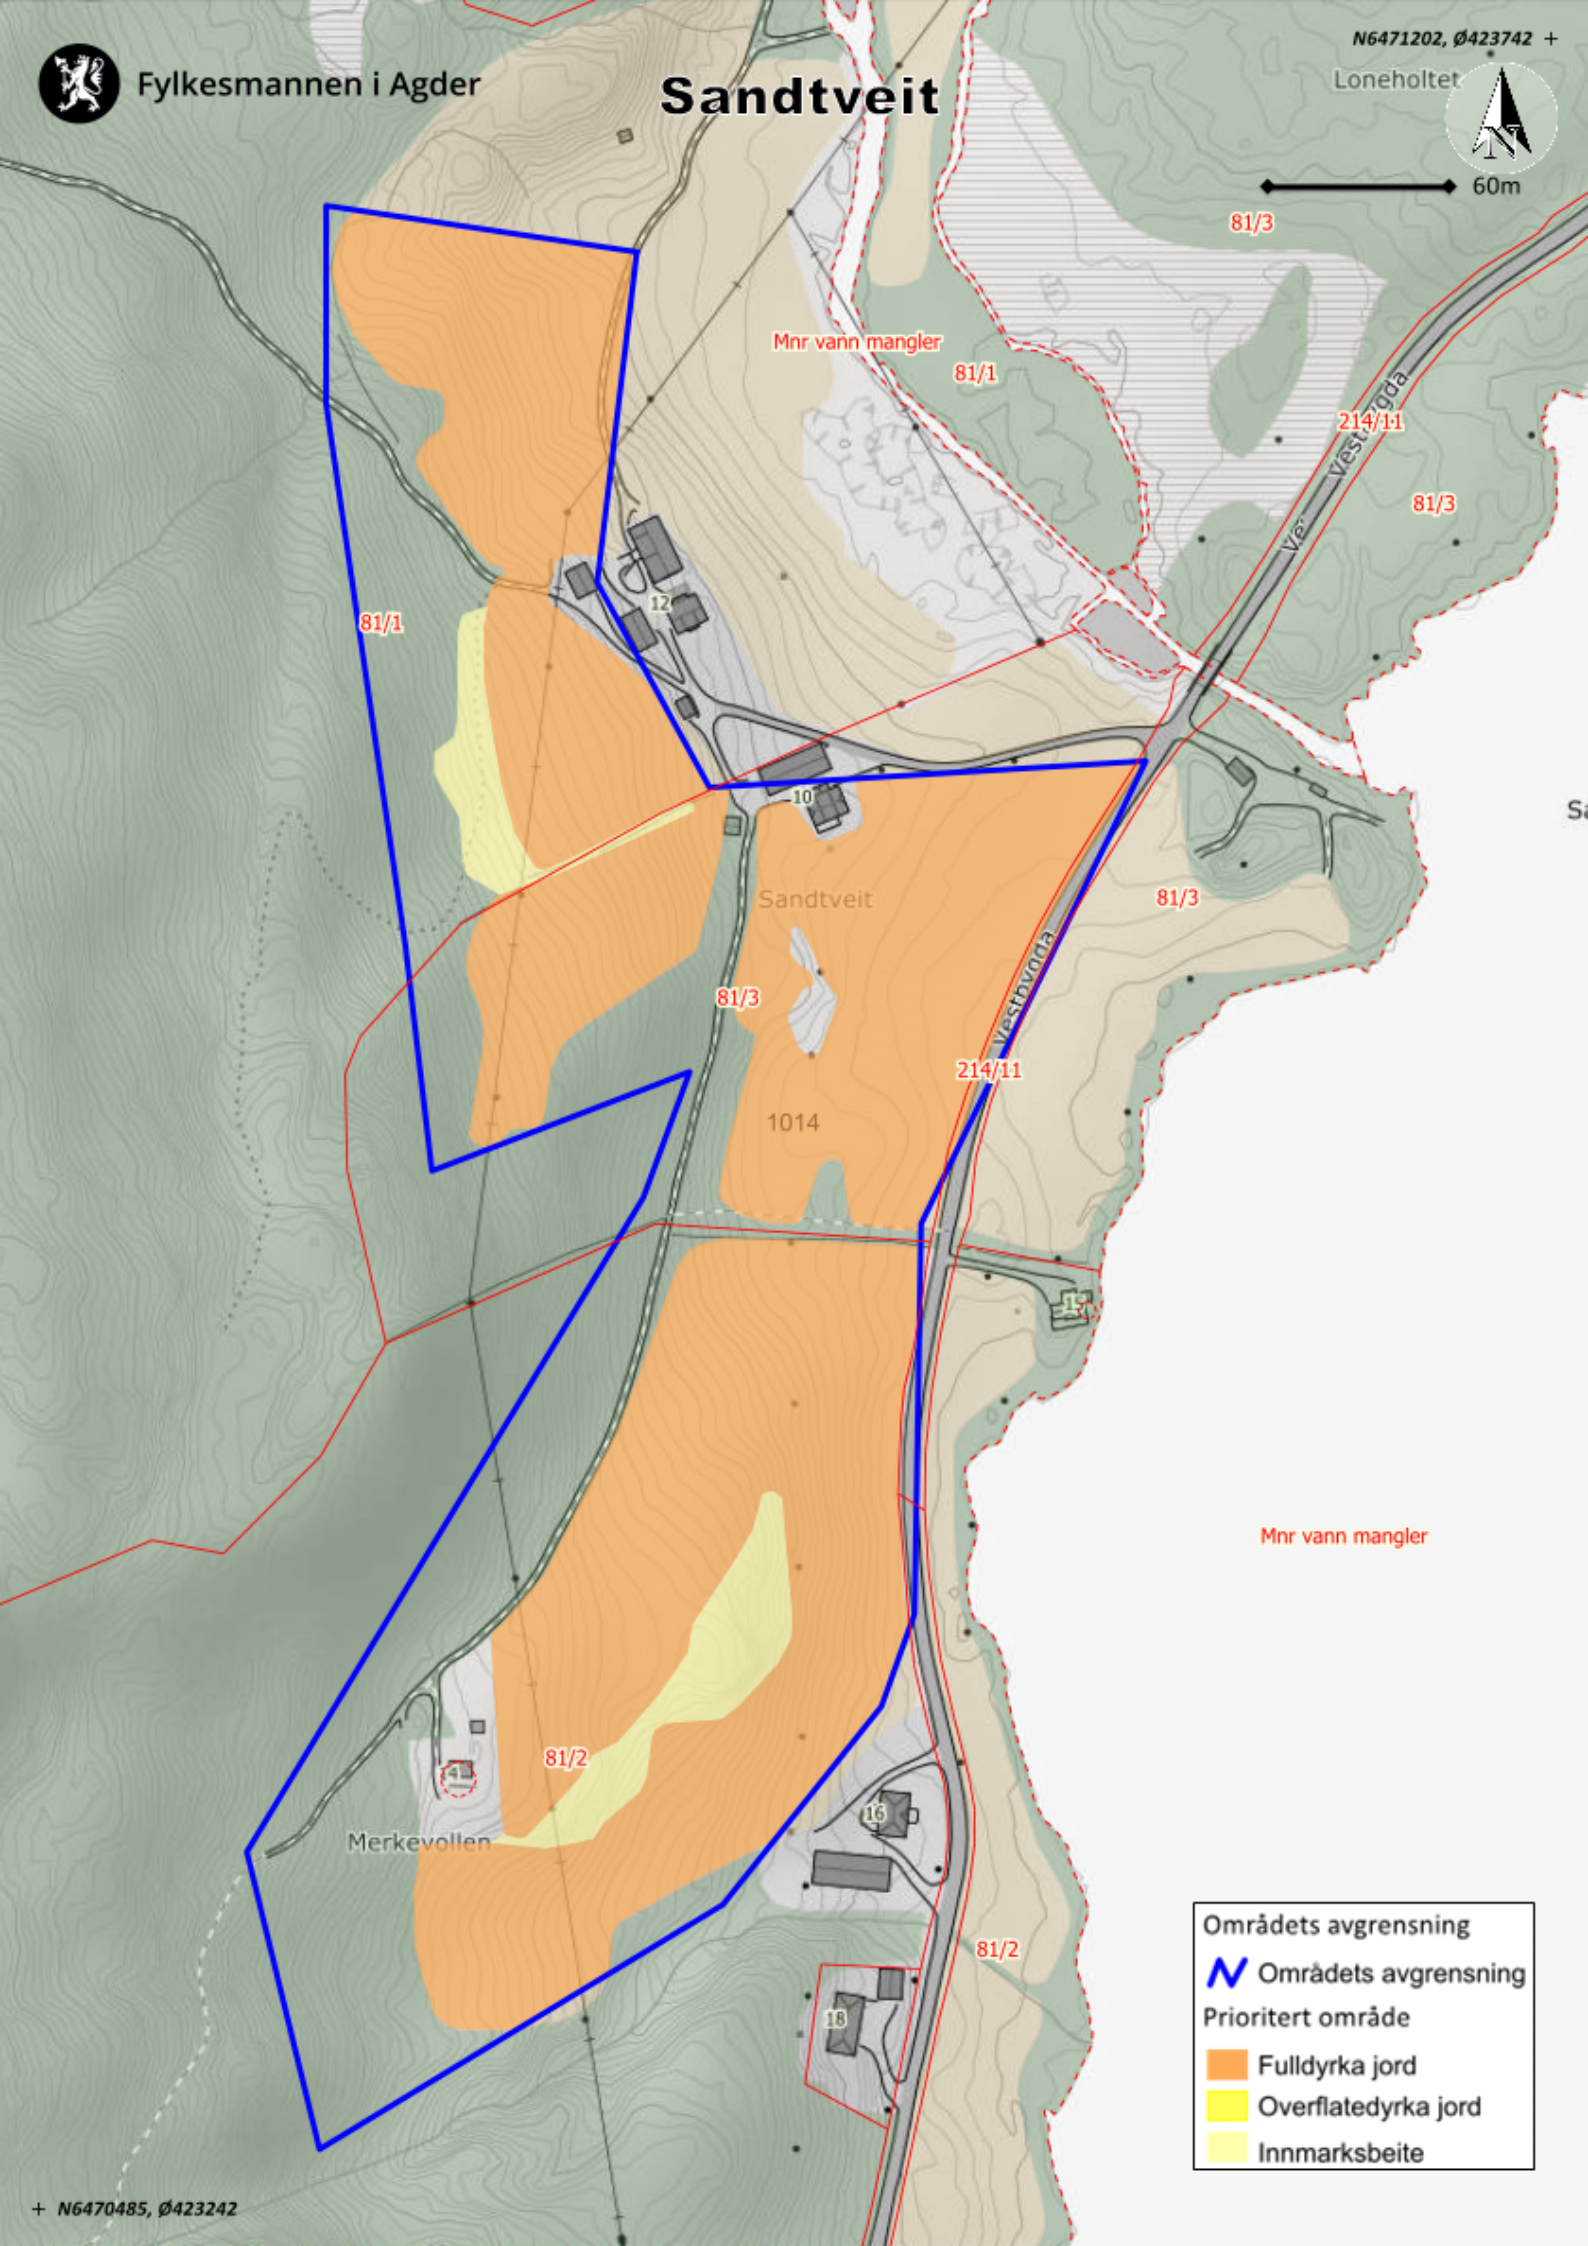 N6471202, Ø423742 +
Loneholtet
Fylkesmannen i Agder
Sandtveit
N
60m
81/3
Mnr vann mangler
81/1
Vestbygda
214/11
81/3
81/1
12
10
Sandtveit
81/3
81/3
Vestbygda
214/11
1014
15
Mnr vann mangler
81/2
14
Merkevollen
16
81/2
18
Områdets avgrensning
Områdets avgrensning
Prioritert område
Fulldyrka jord
Overflatedyrka jord
Innmarksbeite
+ N6470485, Ø423242